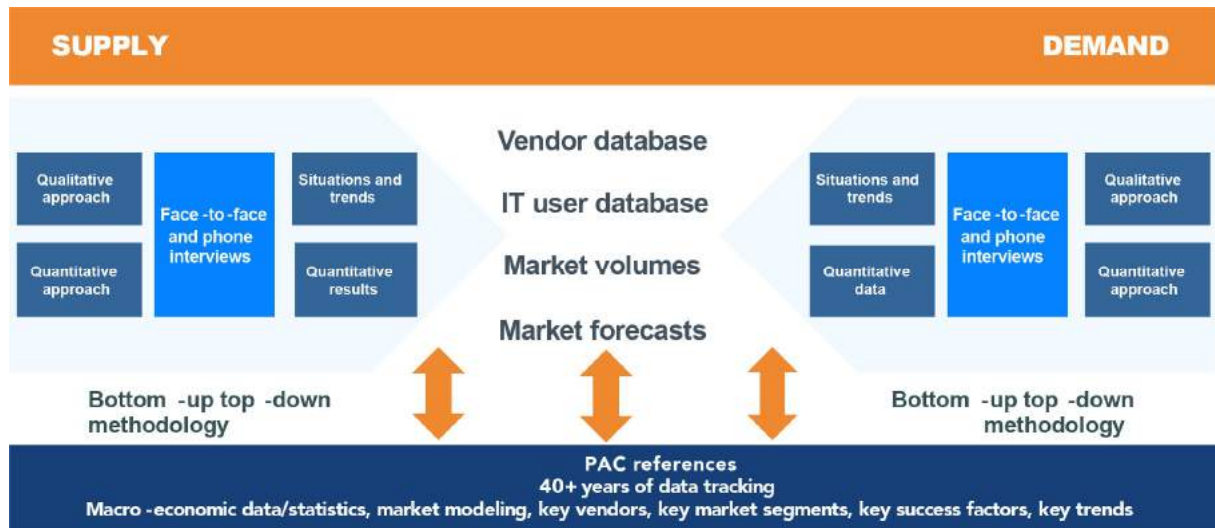 SUPPLY
DEMAND
Qualitative
approach
Quantitative
approach
Face -to -face
and phone
interviews
Situations and
trends
Quantitative
results
Vendor database
IT user database
Market volumes
Market forecasts
Situations and
trends
Quantitative
data
Face -to -face
and phone
interviews
Qualitative
approach
Quantitative
approach
Bottom -up top -down
methodology
Bottom -up top -down
methodology
PAC references
40+ years of data tracking
Macro -economic data/statistics, market modeling, key vendors, key market segments, key success factors, key trends